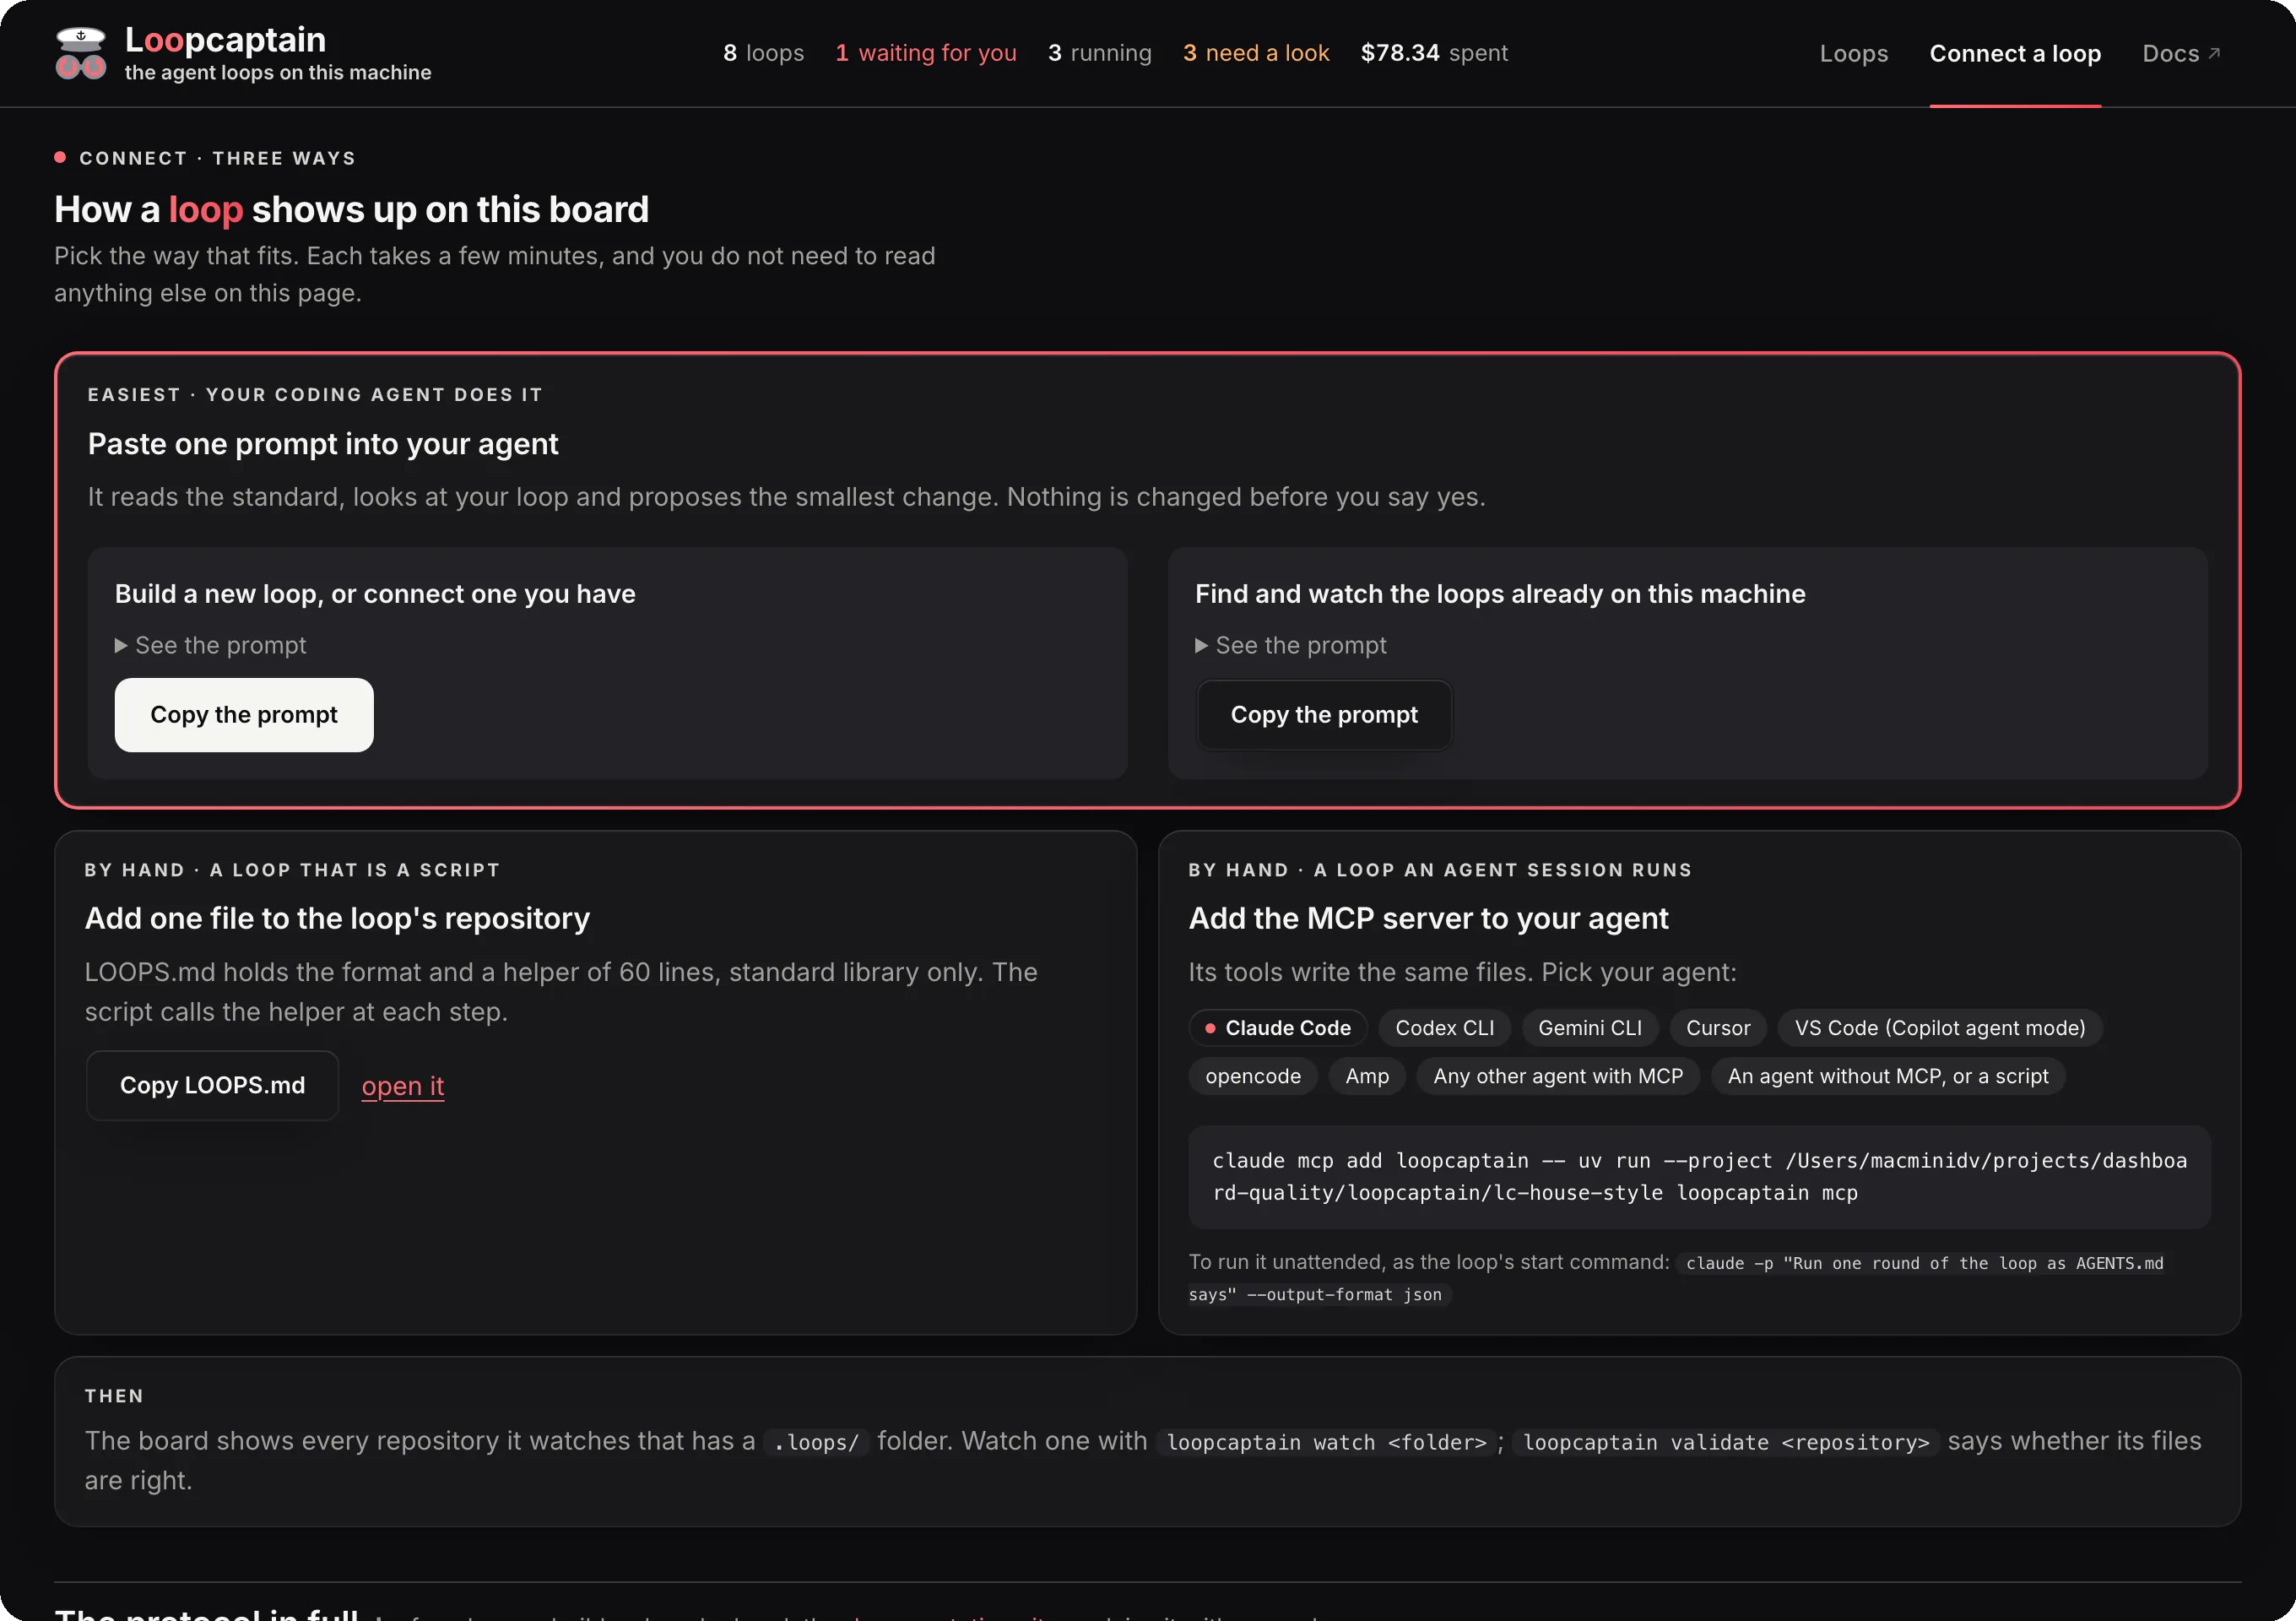 Loopcaptain
the agent loops on this machine
8 loops 1 waiting for you 3 running 3 need a look $78.34 spent
Loops Connect a loop Docs ↗
CONNECT · THREE WAYS
How a loop shows up on this board
Pick the way that fits. Each takes a few minutes, and you do not need to read
anything else on this page.
EASIEST · YOUR CODING AGENT DOES IT
Paste one prompt into your agent
It reads the standard, looks at your loop and proposes the smallest change. Nothing is changed before you say yes.
Build a new loop, or connect one you have
▶ See the prompt
Copy the prompt
Find and watch the loops already on this machine
▶ See the prompt
Copy the prompt
BY HAND · A LOOP THAT IS A SCRIPT
Add one file to the loop's repository
LOOPS.md holds the format and a helper of 60 lines, standard library only. The
script calls the helper at each step.
Copy LOOPS.md open it
BY HAND · A LOOP AN AGENT SESSION RUNS
Add the MCP server to your agent
Its tools write the same files. Pick your agent:
Claude Code Codex CLI Gemini CLI Cursor VS Code (Copilot agent mode)
opencode Amp Any other agent with MCP An agent without MCP, or a script
claude mcp add loopcaptain -- uv run --project /Users/macminidv/projects/dashboa
rd-quality/loopcaptain/lc-house-style loopcaptain mcp
To run it unattended, as the loop's start command: claude -p "Run one round of the loop as AGENTS.md
says" --output-format json
THEN
The board shows every repository it watches that has a .loops/ folder. Watch one with loopcaptain watch <folder>; loopcaptain validate <repository> says whether its files
are right.
The protocol in full